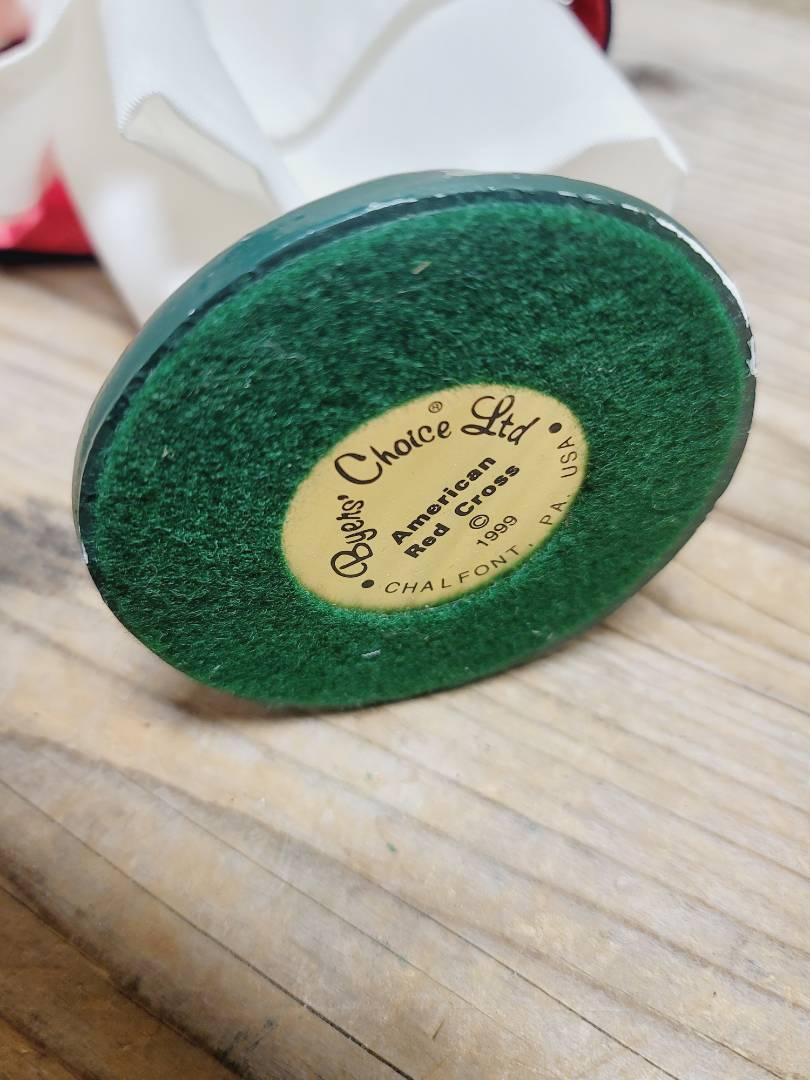 Byers' Choice® Ltd
American
Red Cross
©
1999
• CHALFONT, PA. USA •